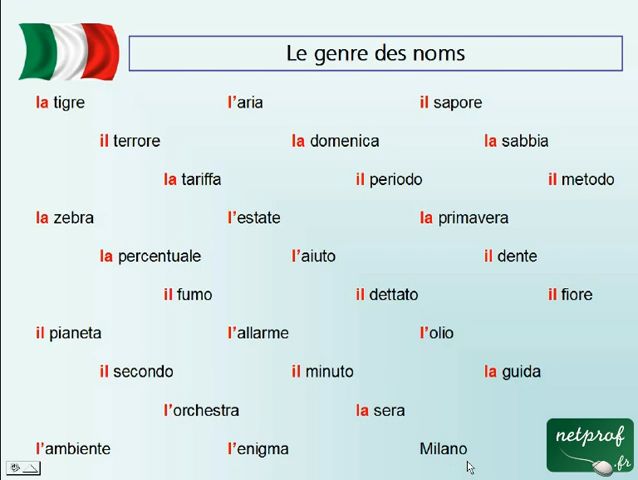 Le genre des noms
la tigre l'aria il sapore
il terrore la domenica la sabbia
la tariffa il periodo il metodo
la zebra l'estate la primavera
la percentuale l'aiuto il dente
il fumo il dettato il fiore
il pianeta l'allarme l'olio
il secondo il minuto la guida
l'orchestra la sera
l'ambiente l'enigma Milano
netprof
.fr